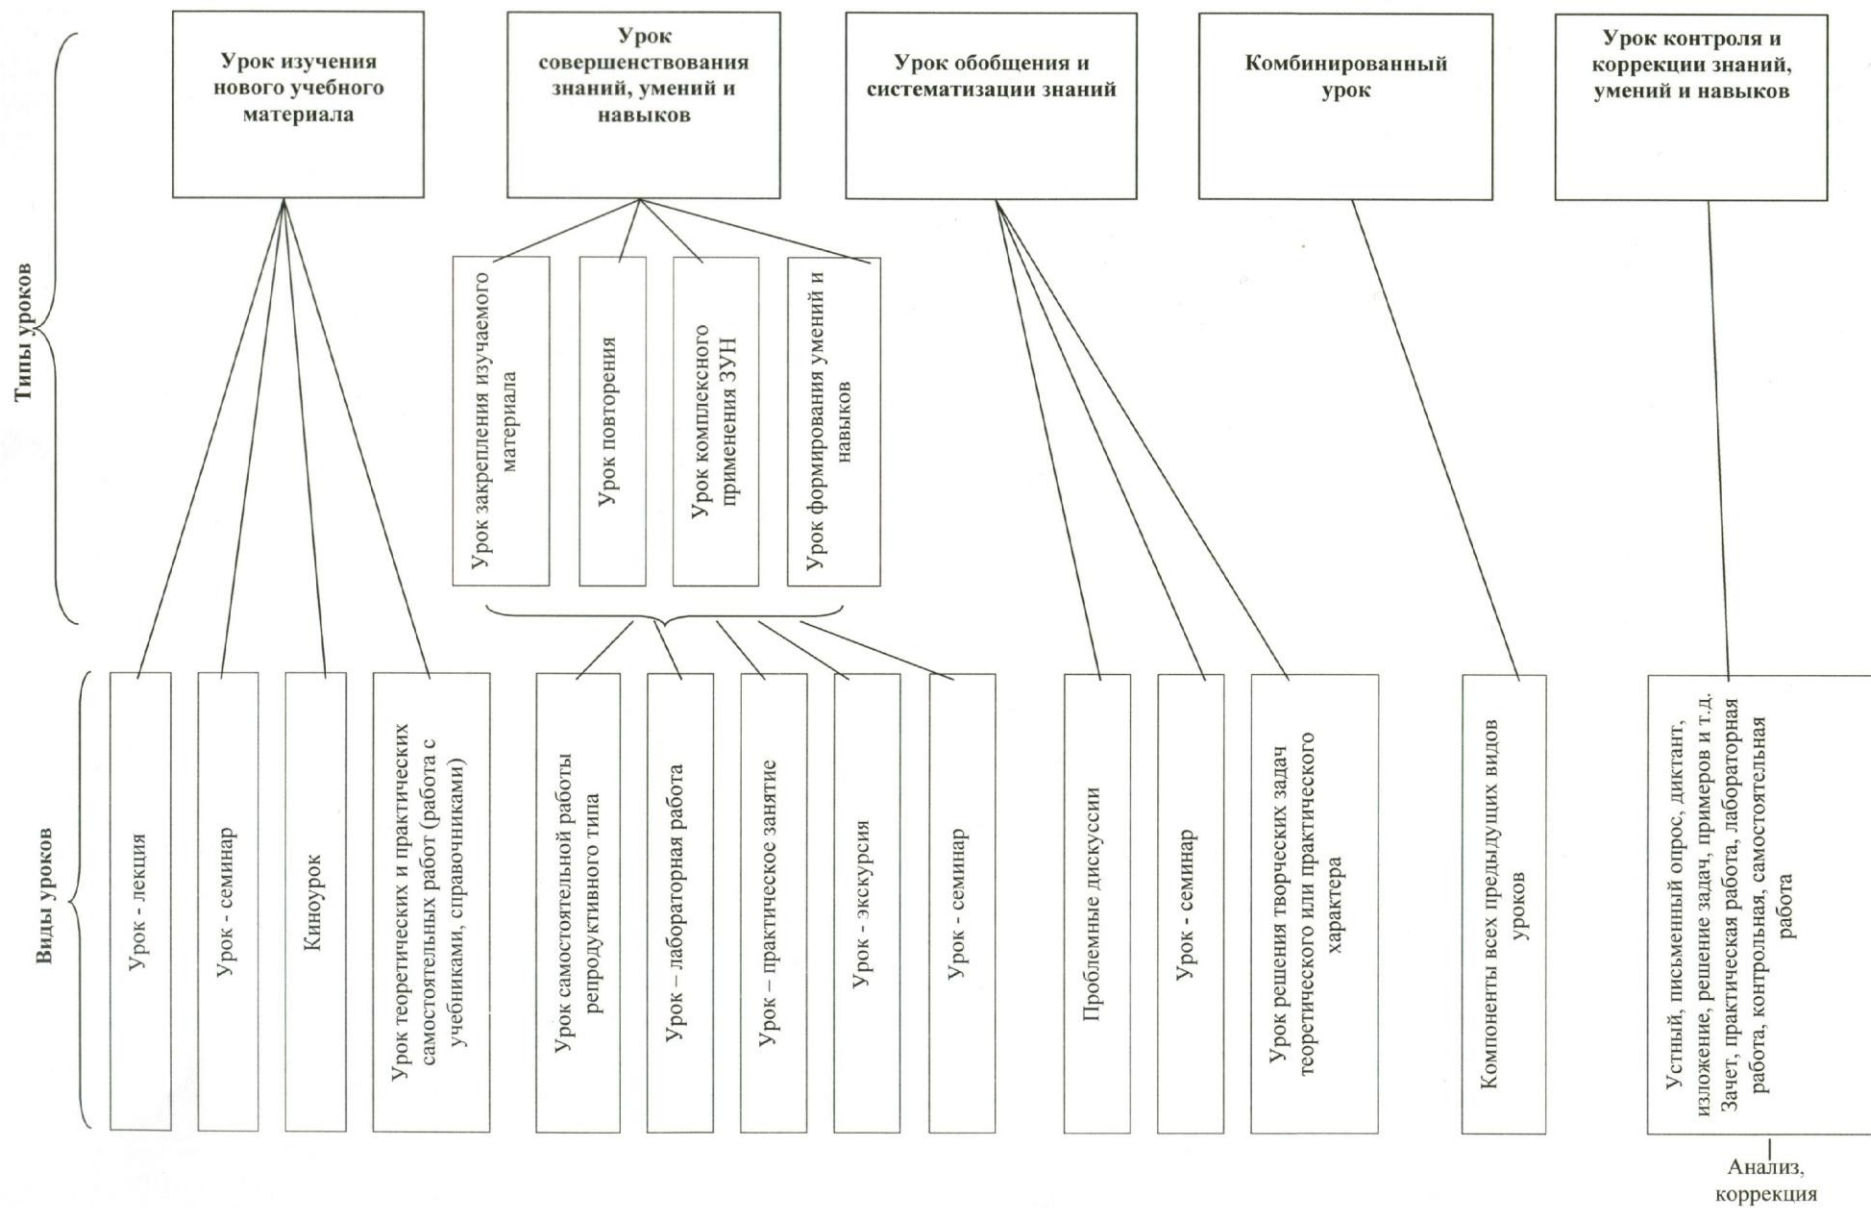 Типы уроков
Урок изучения
нового учебного
материала
Урок
совершенствования
знаний, умений и
навыков
Урок обобщения и
систематизации знаний
Комбинированный
урок
Урок контроля и
коррекции знаний,
умений и навыков
Урок закрепления изучаемого
материала
Урок повторения
Урок комплексного
применения ЗУН
Урок формирования умений и
навыков
Виды уроков
Урок - лекция
Урок - семинар
Киноурок
Урок теоретических и практических
самостоятельных работ (работа с
учебниками, справочниками)
Урок самостоятельной работы
репродуктивного типа
Урок – лабораторная работа
Урок – практическое занятие
Урок - экскурсия
Урок - семинар
Проблемные дискуссии
Урок - семинар
Урок решения творческих задач
теоретического или практического
характера
Компоненты всех предыдущих видов
уроков
Устный, письменный опрос, диктант,
изложение, решение задач, примеров и т.д.
Зачет, практическая работа, лабораторная
работа, контрольная, самостоятельная
работа
Анализ,
коррекция